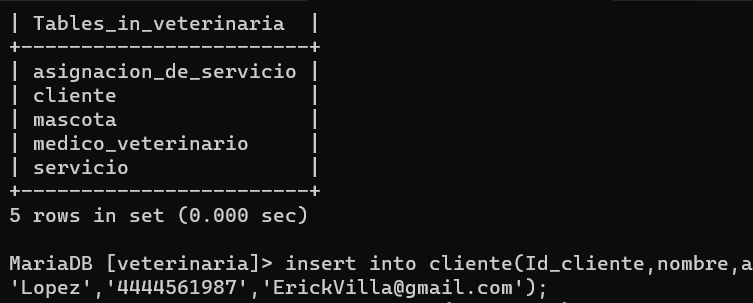 | Tables_in_veterinaria  |
+------------------------+
| asignacion_de_servicio |
| cliente                |
| mascota                |
| medico_veterinario     |
| servicio               |
+------------------------+
5 rows in set (0.000 sec)
MariaDB [veterinaria]> insert into cliente(Id_cliente,nombre,a
'Lopez','4444561987','ErickVilla@gmail.com');